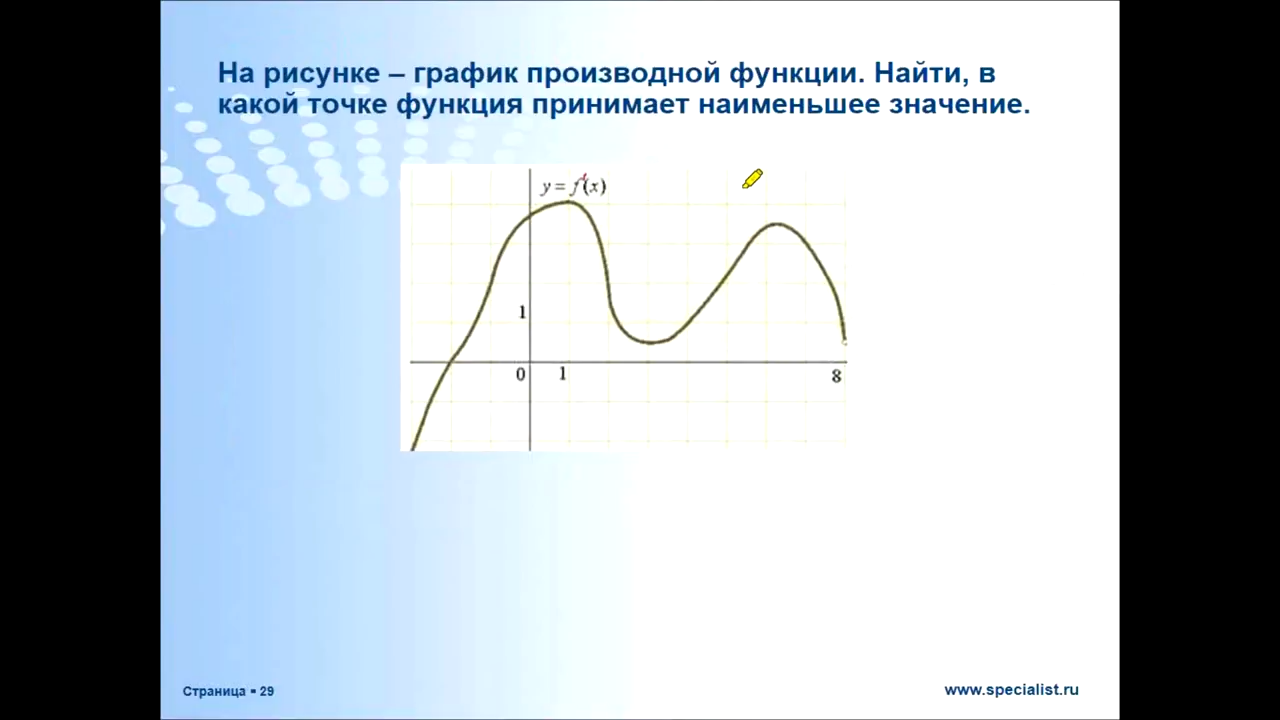 На рисунке – график производной функции. Найти, в
какой точке функция принимает наименьшее значение.
y = f'(x)
1
0 1 8
Страница ▪ 29
www.specialist.ru